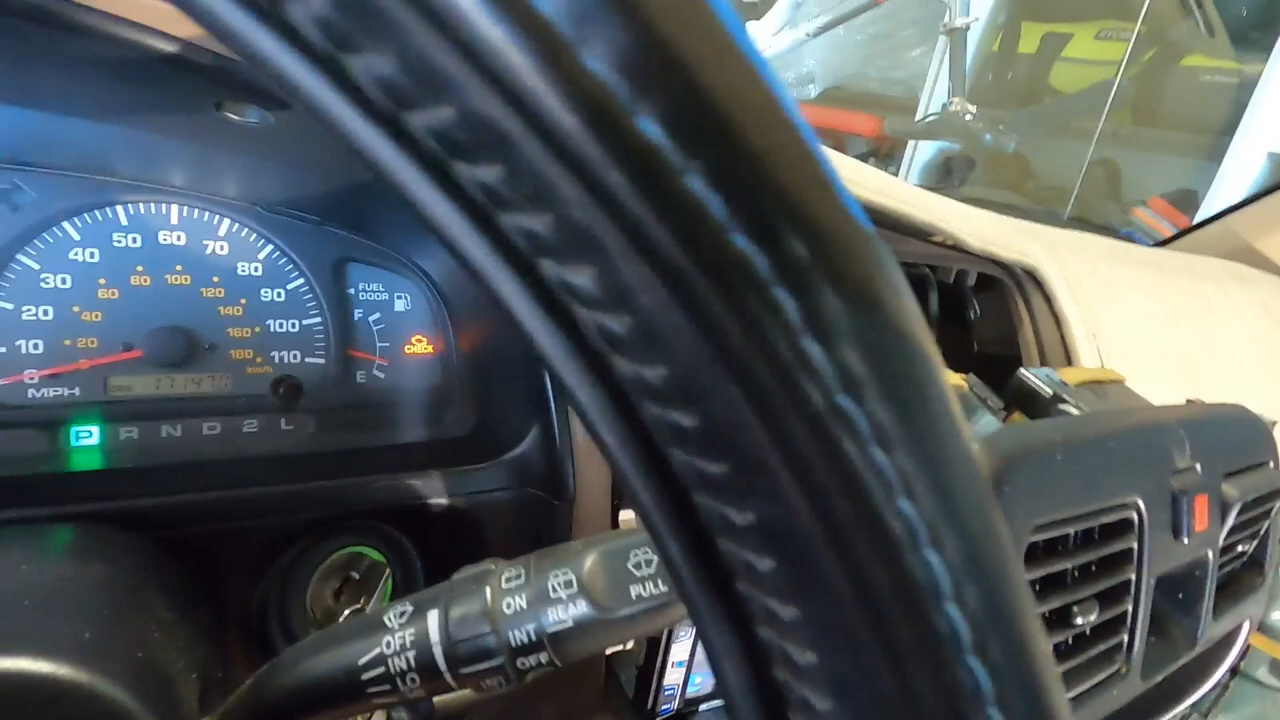 10
20
30
40
50
60
70
80
90
100
110
20
40
60
80
100
120
140
160
180
km/h
MPH
FUEL
DOOR
F
E
CHECK
P R N D 2 L
OFF
INT
LO
ON
REAR
INT
OFF
PULL